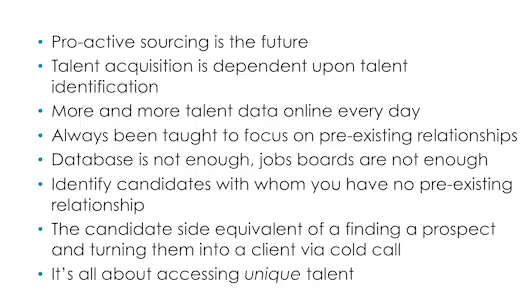 • Pro-active sourcing is the future
• Talent acquisition is dependent upon talent
identification
• More and more talent data online every day
• Always been taught to focus on pre-existing relationships
• Database is not enough, jobs boards are not enough
• Identify candidates with whom you have no pre-existing
relationship
• The candidate side equivalent of a finding a prospect
and turning them into a client via cold call
• It's all about accessing unique talent